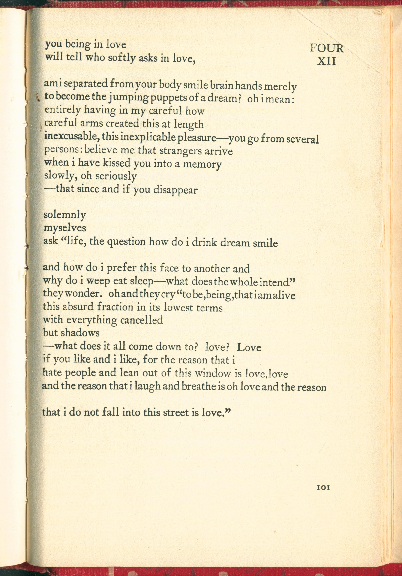 you being in love
will tell who softly asks in love,
FOUR
XII
am i separated from your body smile brain hands merely
to become the jumping puppets of a dream? oh i mean:
entirely having in my careful how
careful arms created this at length
inexcusable, this inexplicable pleasure—you go from several
persons: believe me that strangers arrive
when i have kissed you into a memory
slowly, oh seriously
—that since and if you disappear
solemnly
myselves
ask "life, the question how do i drink dream smile
and how do i prefer this face to another and
why do i weep eat sleep—what does the whole intend"
they wonder. oh and they cry "to be, being, that i am alive
this absurd fraction in its lowest terms
with everything cancelled
but shadows
—what does it all come down to? love? Love
if you like and i like, for the reason that i
hate people and lean out of this window is love, love
and the reason that i laugh and breathe is oh love and the reason
that i do not fall into this street is love."
101